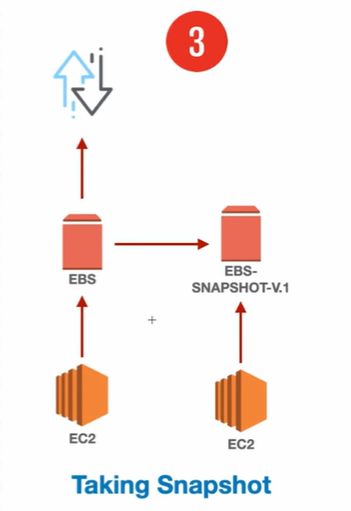 3
EBS
EBS-
SNAPSHOT-V.1
EC2
EC2
Taking Snapshot